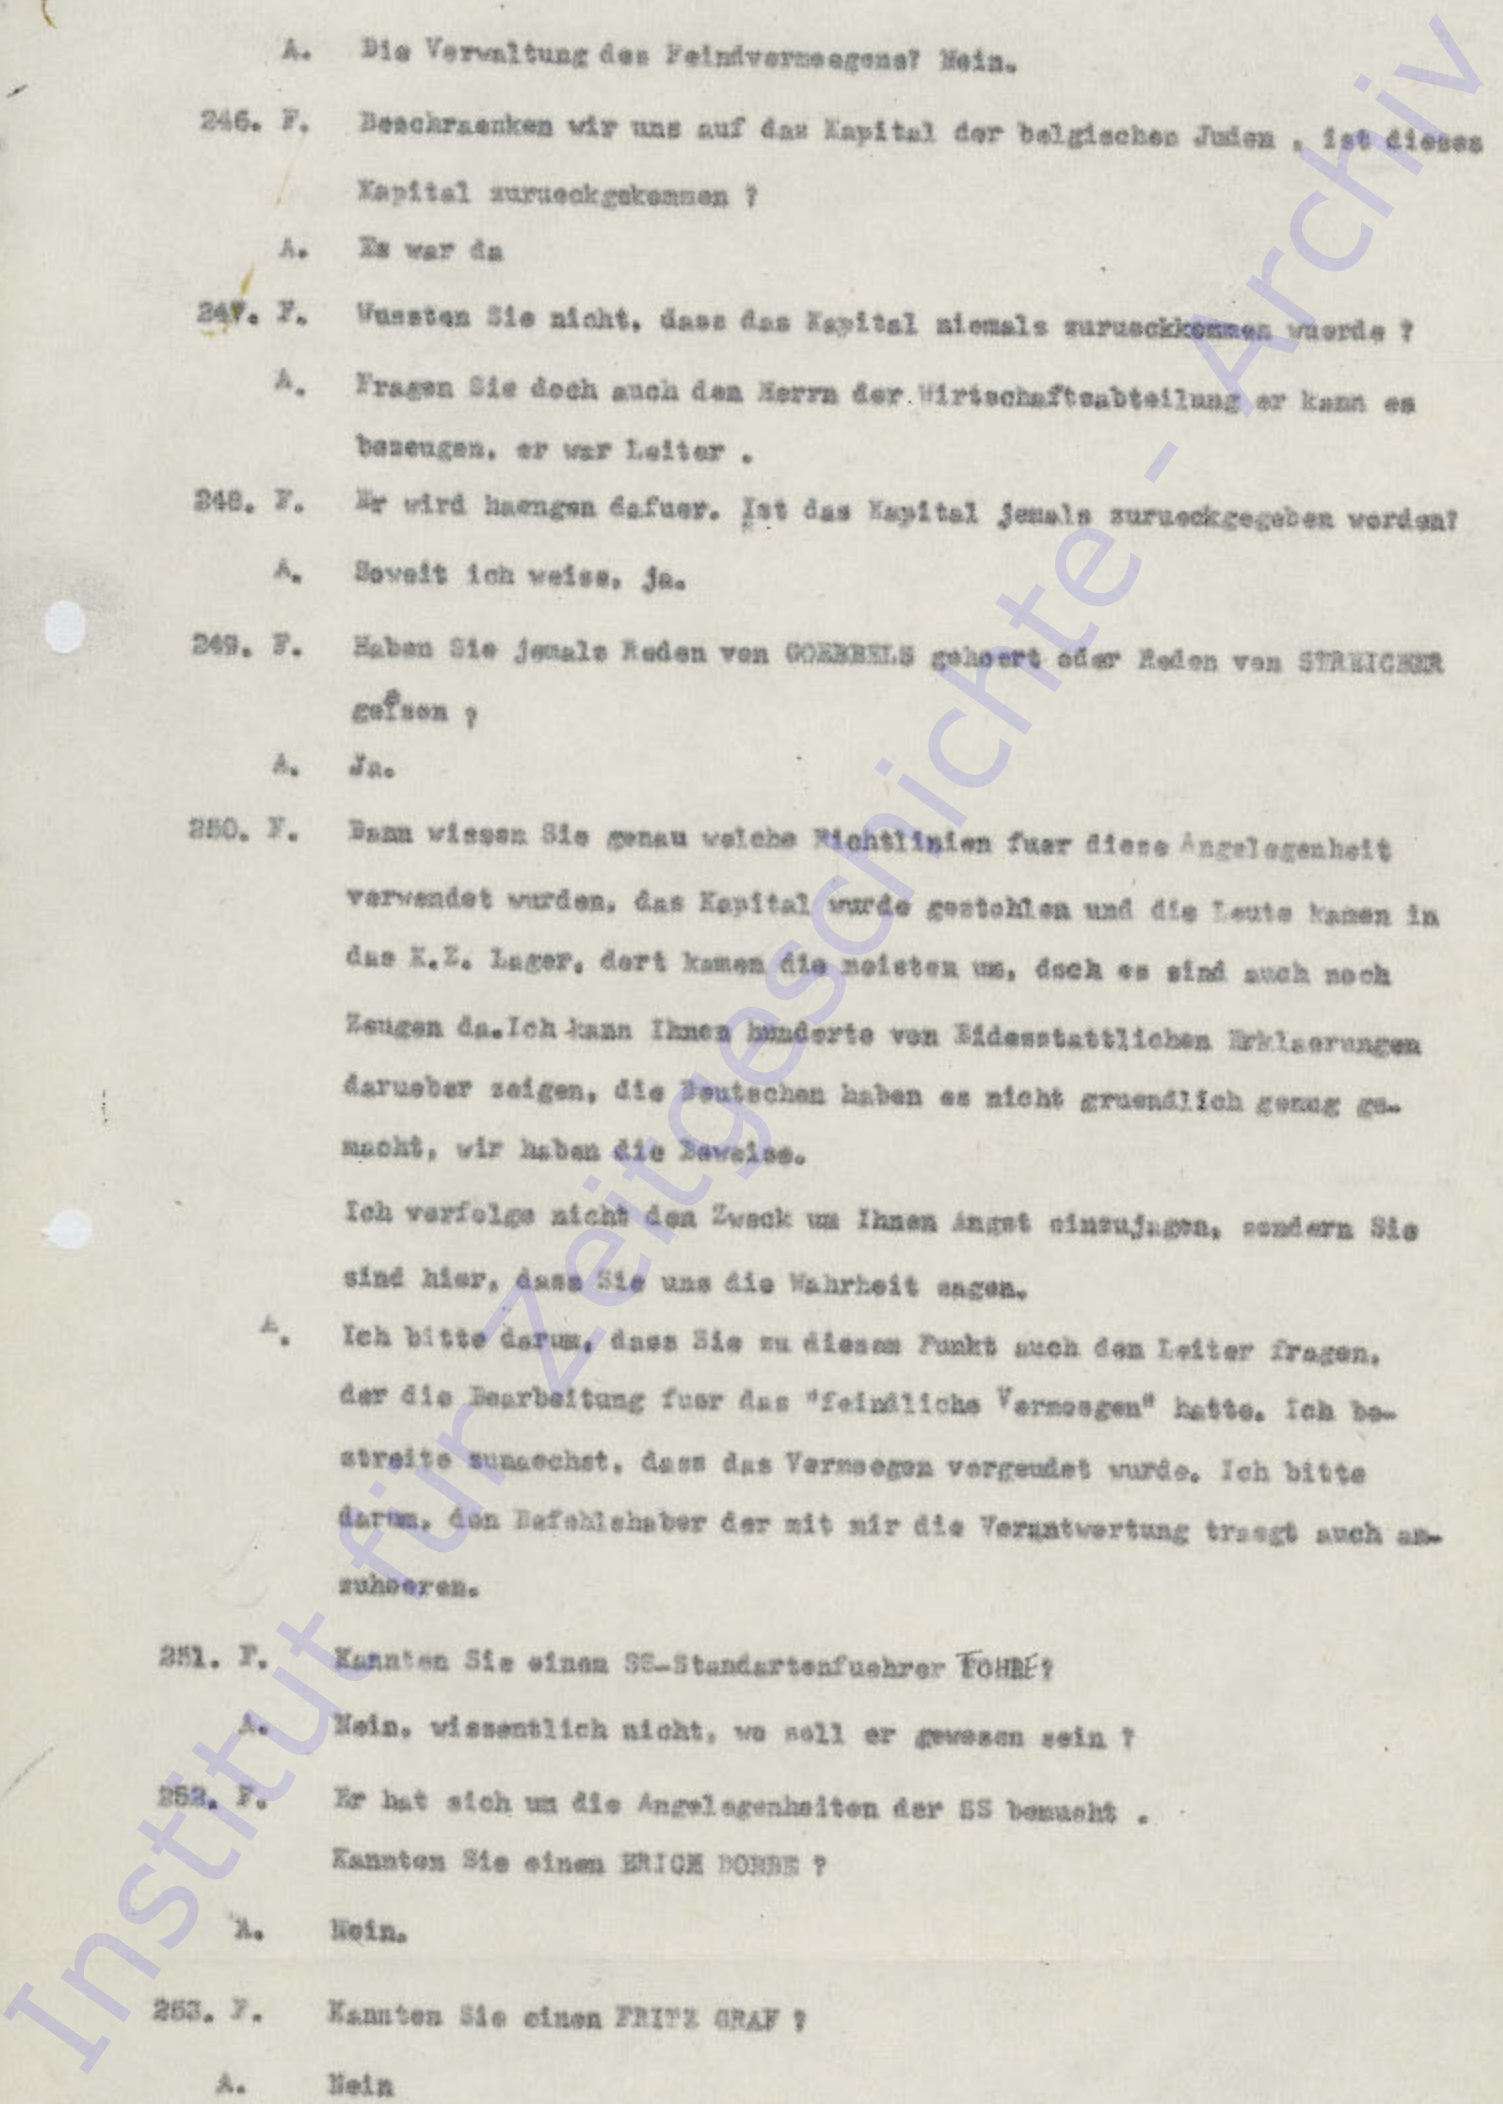 A. Die Verwaltung des Feindvermoegens? Nein.
246. F. Beschraenken wir uns auf das Kapital der belgischen Juden , ist dieses
Kapital zurueckgekommen ?
A. Es war da
247. F. Wussten Sie nicht, dass das Kapital niemals zurueckkommen wuerde ?
A. Fragen Sie doch auch den Herrn der Wirtschaftsabteilung er kann es
bezeugen, er war Leiter .
248. F. Er wird haengen dafuer. Ist das Kapital jemals zurueckgegeben worden?
A. Soweit ich weiss, ja.
249. F. Haben Sie jemals Reden von GOEBBELS gehoert oder Reden von STREICHER
gelesen ?
A. Ja.
250. F. Dann wissen Sie genau welche Richtlinien fuer diese Angelegenheit
verwendet wurden, das Kapital wurde gestohlen und die Leute kamen in
das K.Z. Lager, dort kamen die meisten um, doch es sind auch noch
Zeugen da. Ich kann Ihnen hunderte von Eidesstattlichen Erklaerungen
darueber zeigen, die Deutschen haben es nicht gruendlich genug ge-
macht, wir haben die Beweise.
Ich verfolge nicht den Zweck um Ihnen Angst einzujagen, sondern Sie
sind hier, dass Sie uns die Wahrheit sagen.
A. Ich bitte darum, dass Sie zu diesem Punkt auch den Leiter fragen,
der die Bearbeitung fuer das "feindliche Vermoegen" hatte. Ich be-
streite zunaechst, dass das Vermoegen vergeudet wurde. Ich bitte
darum, den Befehlshaber der mit mir die Verantwortung traegt auch an-
zuhoeren.
251. F. Kannten Sie einen SS-Standartenfuehrer ?
A. Nein, wissentlich nicht, wo soll er gewesen sein ?
252. F. Er hat sich um die Angelegenheiten der SS bemueht .
Kannten Sie einen ERICH ?
A. Nein.
253. F. Kannten Sie einen FRITZ GRAF ?
A. Nein
Institut für Zeitgeschichte - Archiv